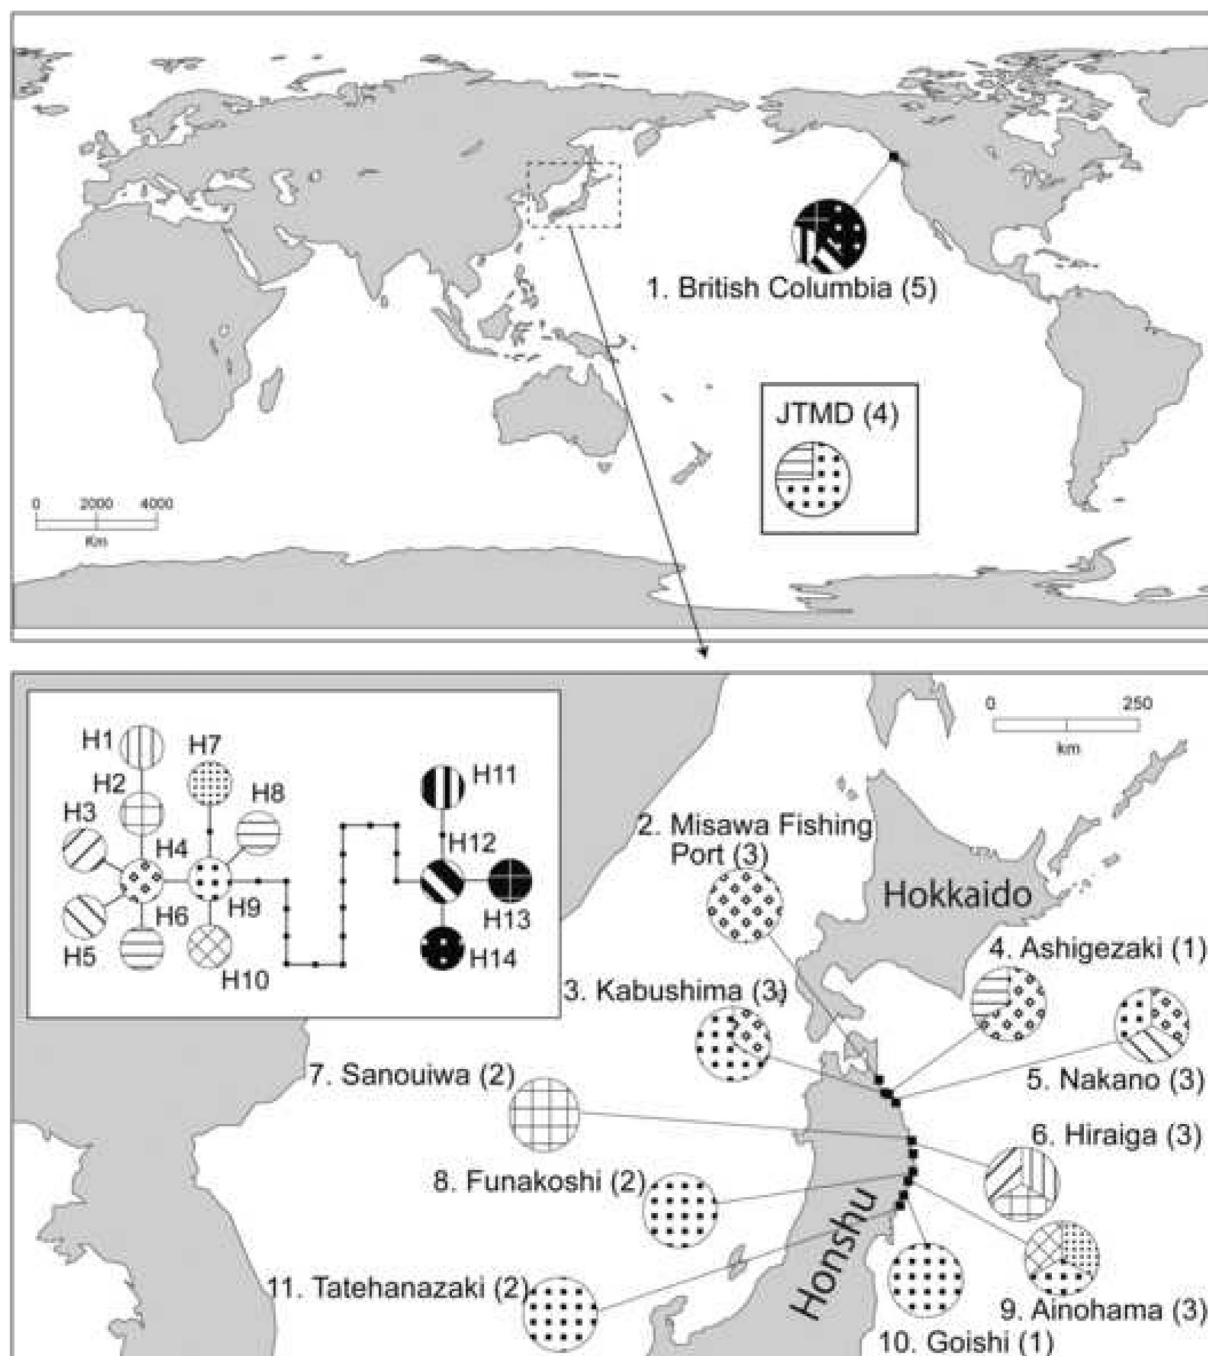 1. British Columbia (5)
JTMD (4)
0 2000 4000
Km
H1
H7
H2
H3
H8
H4
H6
H9
H5
H10
H11
H12
H13
H14
0 250
km
2. Misawa Fishing
Port (3)
Hokkaido
4. Ashigezaki (1)
3. Kabushima (3)
7. Sanouiwa (2)
5. Nakano (3)
6. Hiraiga (3)
8. Funakoshi (2)
Honshu
11. Tatehanazaki (2)
9. Ainohama (3)
10. Goishi (1)